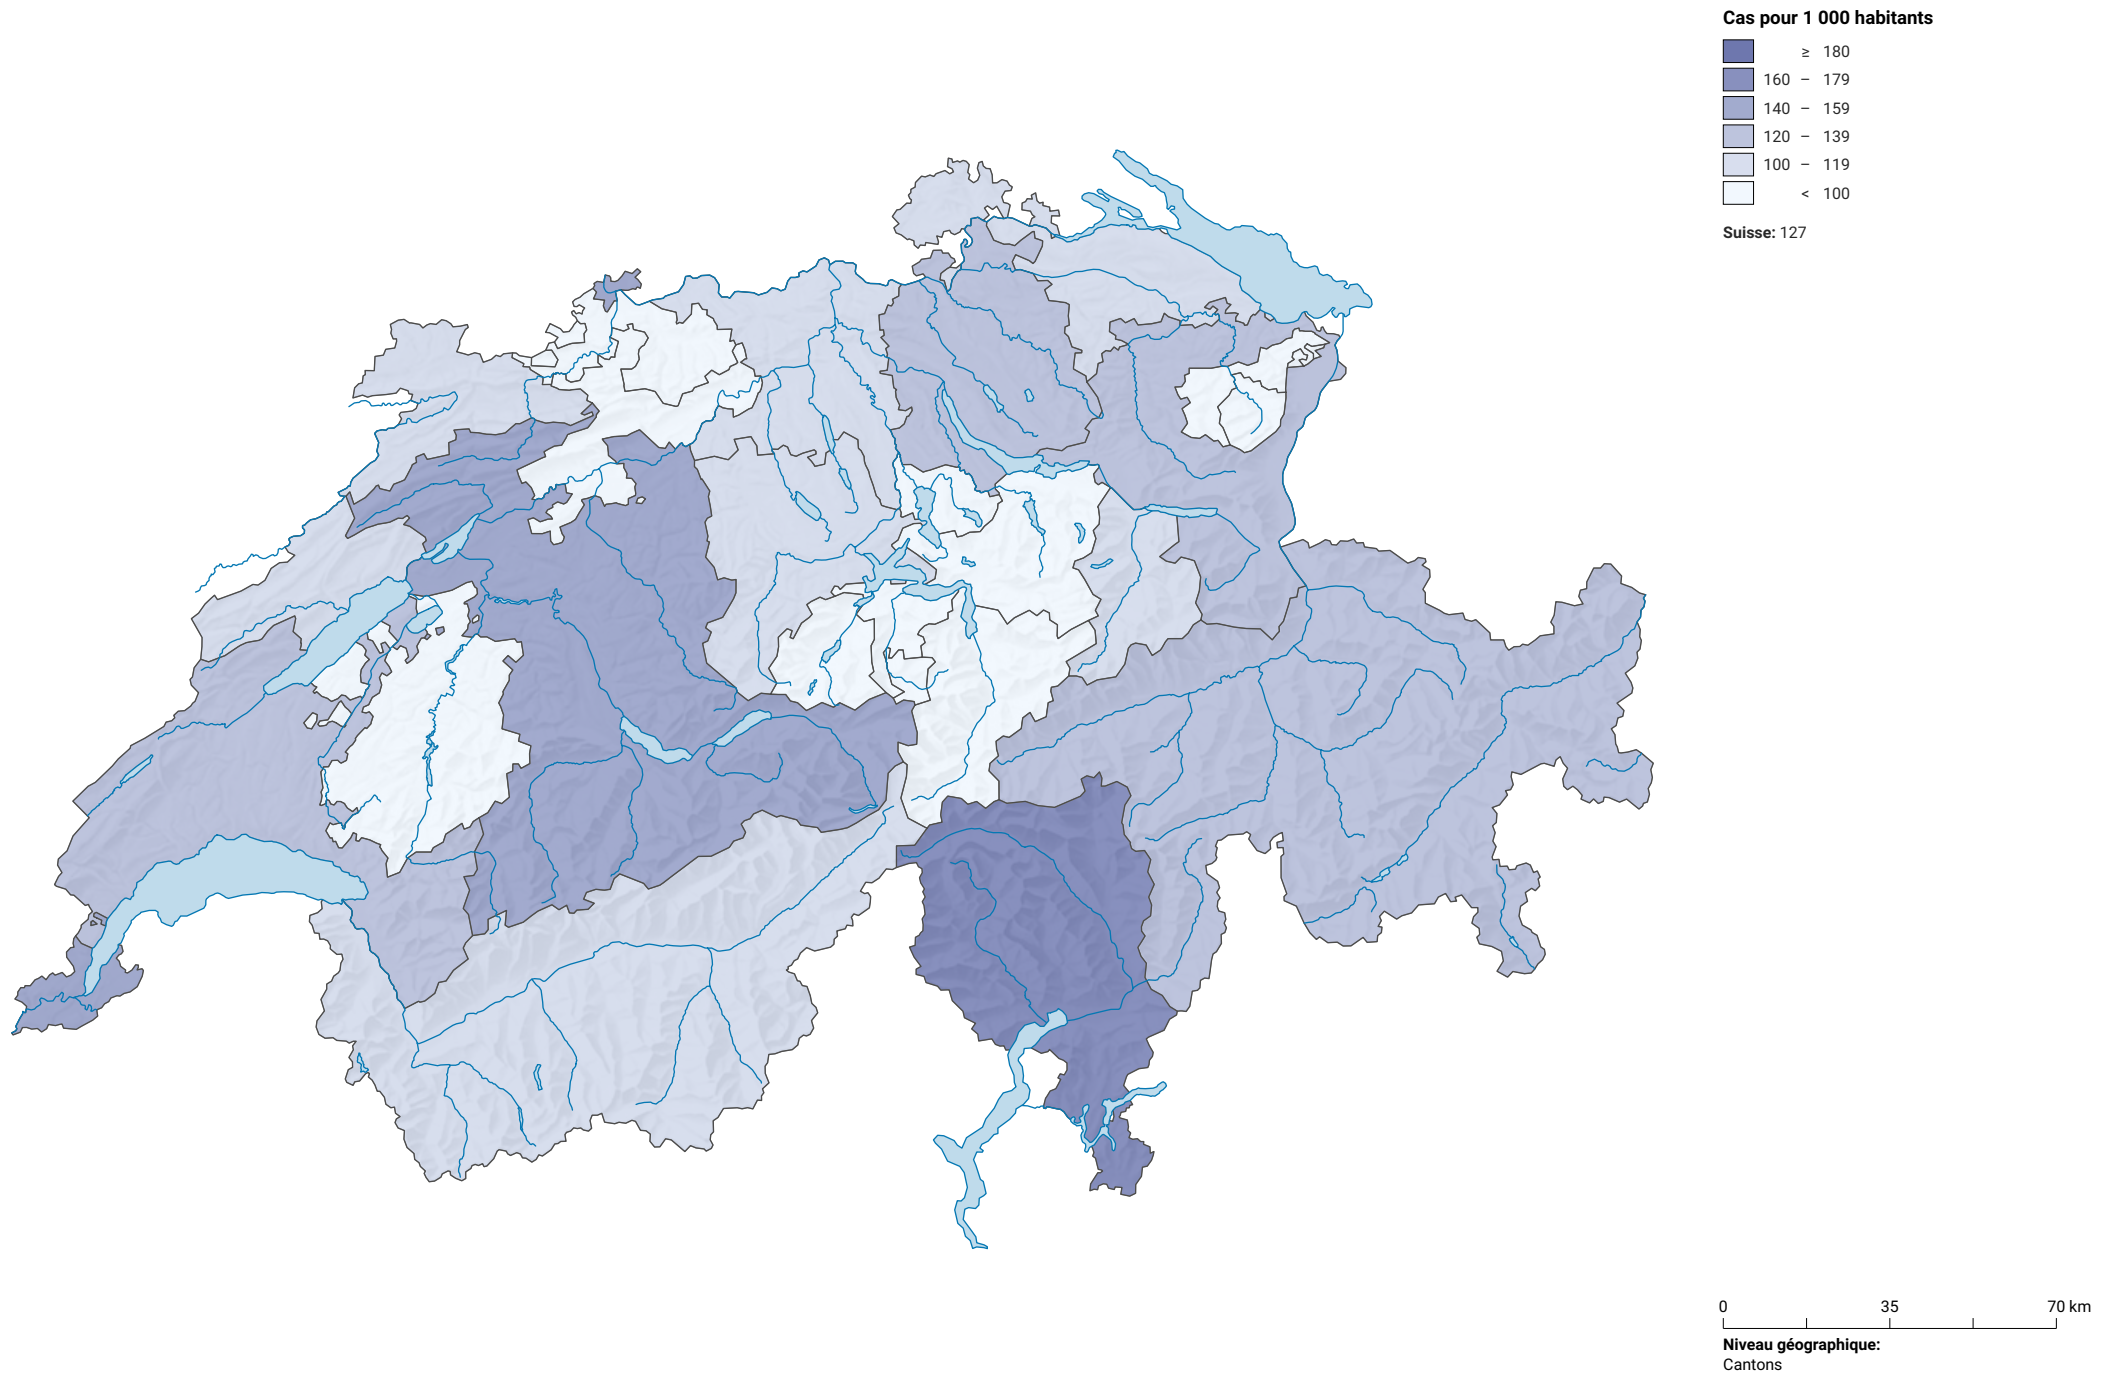 Cas pour 1 000 habitants
≥ 180
160 – 179
140 – 159
120 – 139
100 – 119
< 100
Suisse: 127
0 35 70 km
Niveau géographique:
Cantons